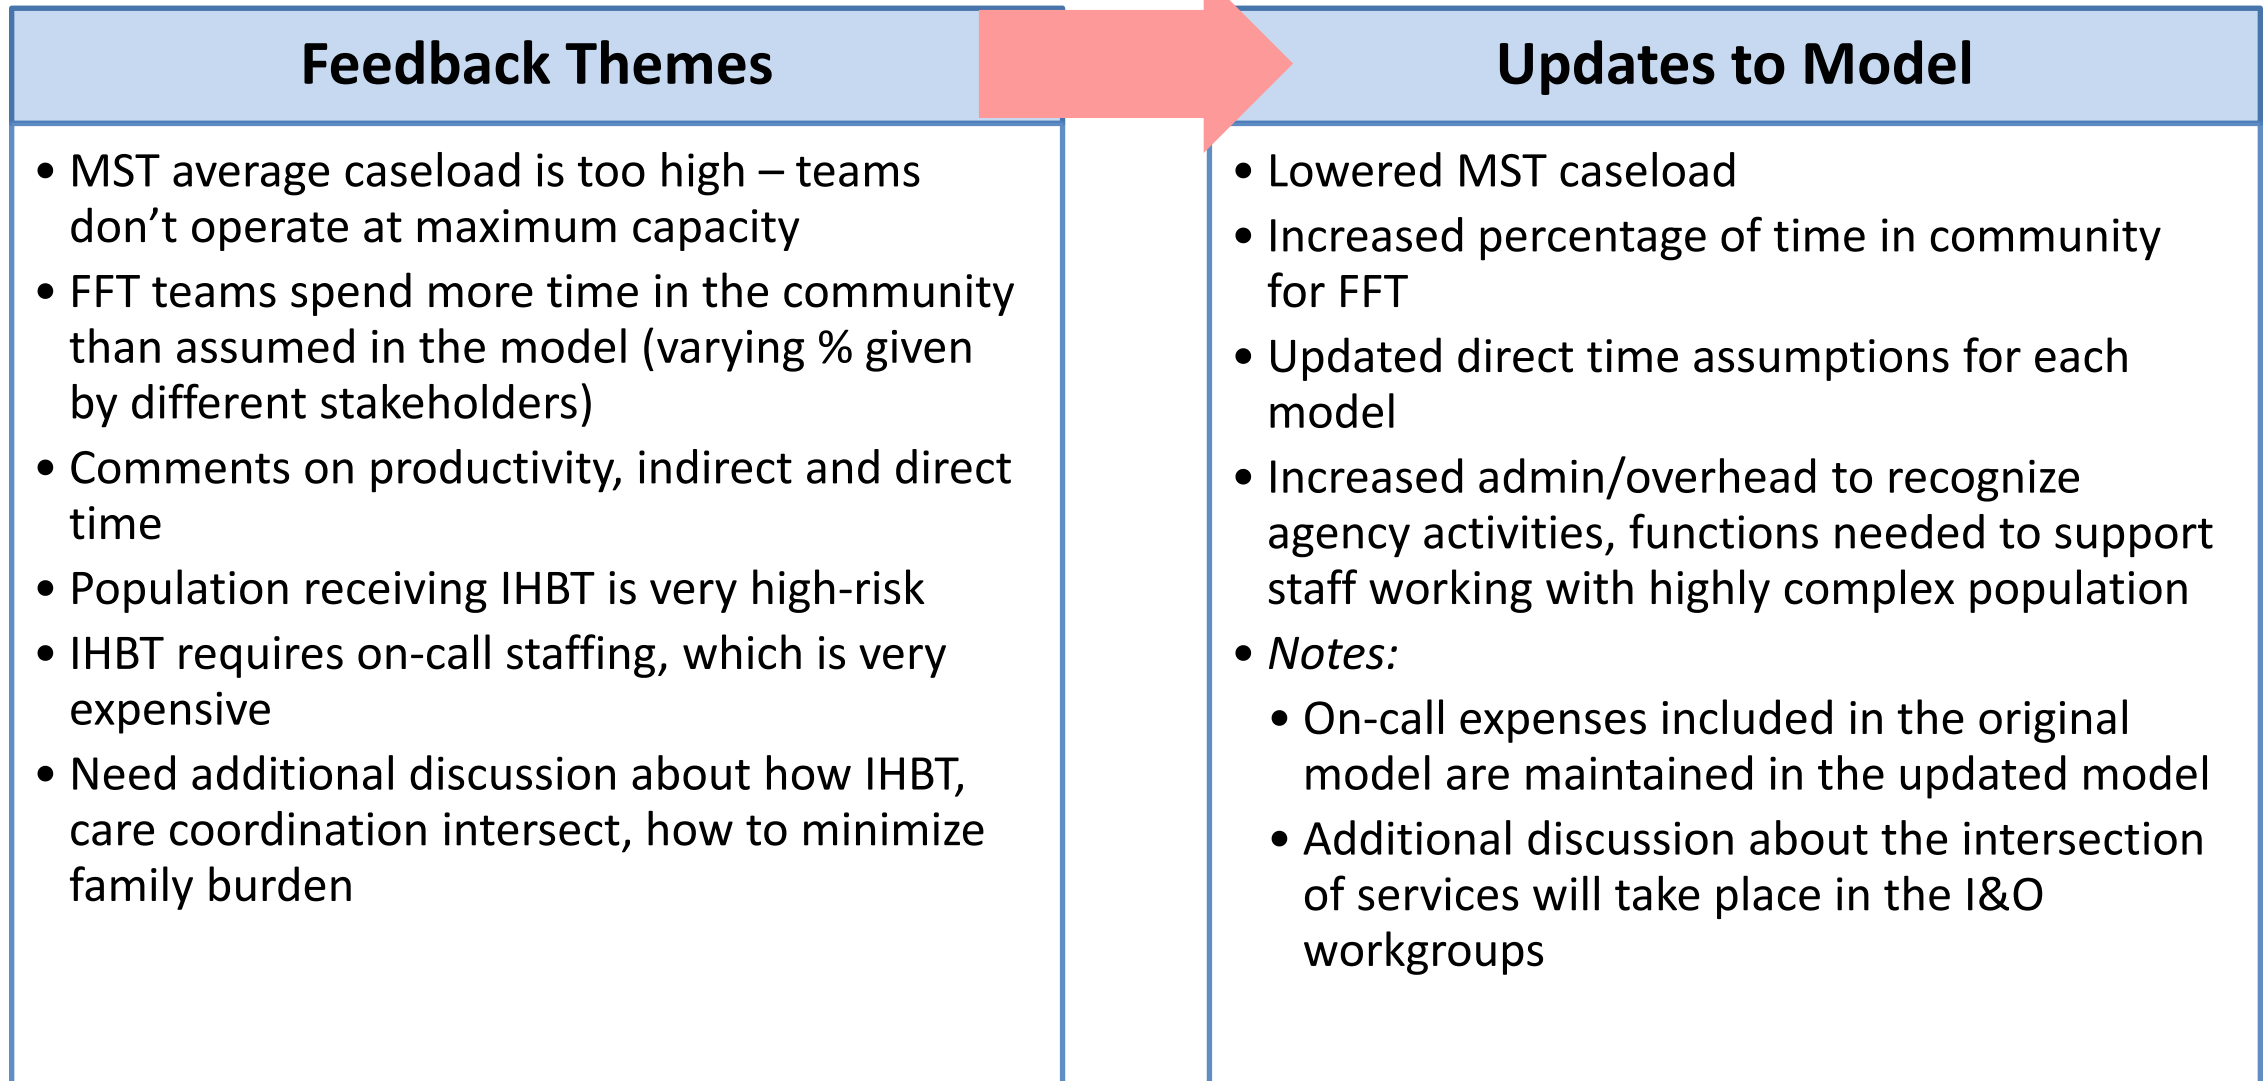 Feedback Themes
• MST average caseload is too high – teams
don’t operate at maximum capacity
• FFT teams spend more time in the community
than assumed in the model (varying % given
by different stakeholders)
• Comments on productivity, indirect and direct
time
• Population receiving IHBT is very high-risk
• IHBT requires on-call staffing, which is very
expensive
• Need additional discussion about how IHBT,
care coordination intersect, how to minimize
family burden
Updates to Model
• Lowered MST caseload
• Increased percentage of time in community
for FFT
• Updated direct time assumptions for each
model
• Increased admin/overhead to recognize
agency activities, functions needed to support
staff working with highly complex population
• Notes:
• On-call expenses included in the original
model are maintained in the updated model
• Additional discussion about the intersection
of services will take place in the I&O
workgroups